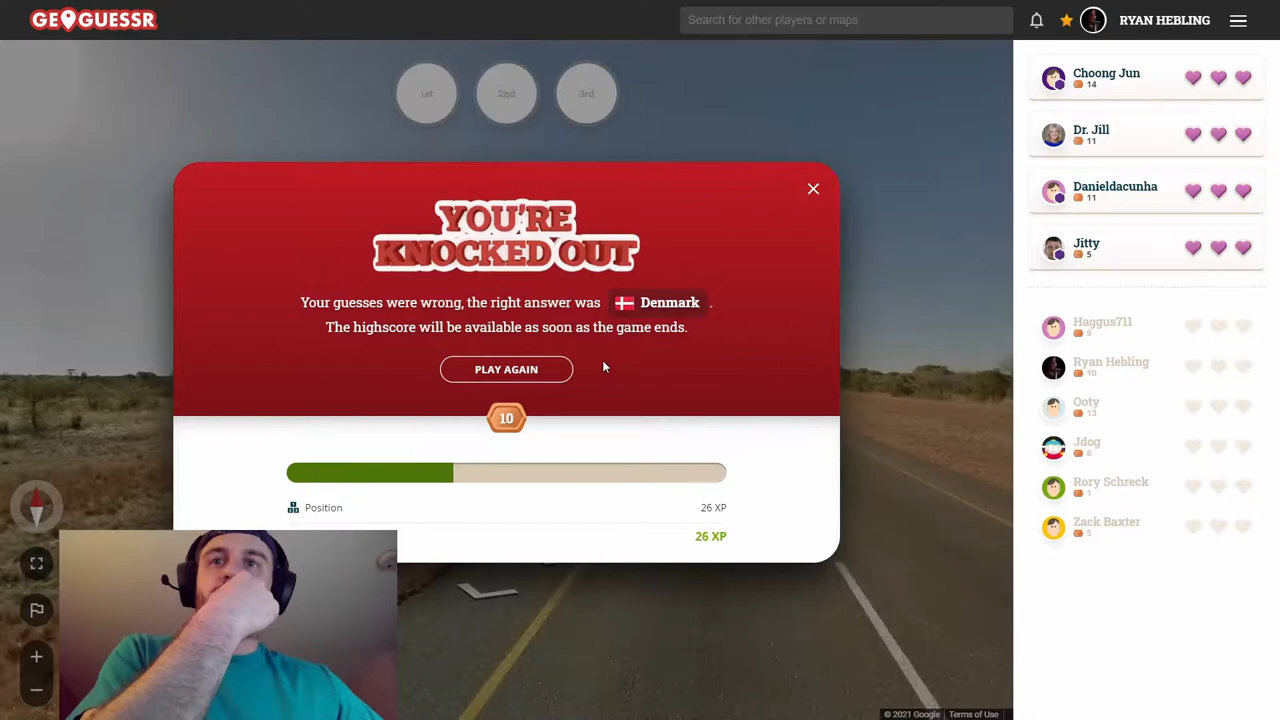 GEOGUESSR
Search for other players or maps
RYAN HEBLING
1st
2nd
3rd
YOU'RE
KNOCKED OUT
Your guesses were wrong, the right answer was Denmark .
The highscore will be available as soon as the game ends.
PLAY AGAIN
10
Position
26 XP
26 XP
Choong Jun
14
Dr. Jill
11
Danieldacunha
11
Jitty
5
Haggus711
9
Ryan Hebling
10
Ooty
13
Jdog
6
Rory Schreck
1
Zack Baxter
5
© 2021 Google
Terms of Use